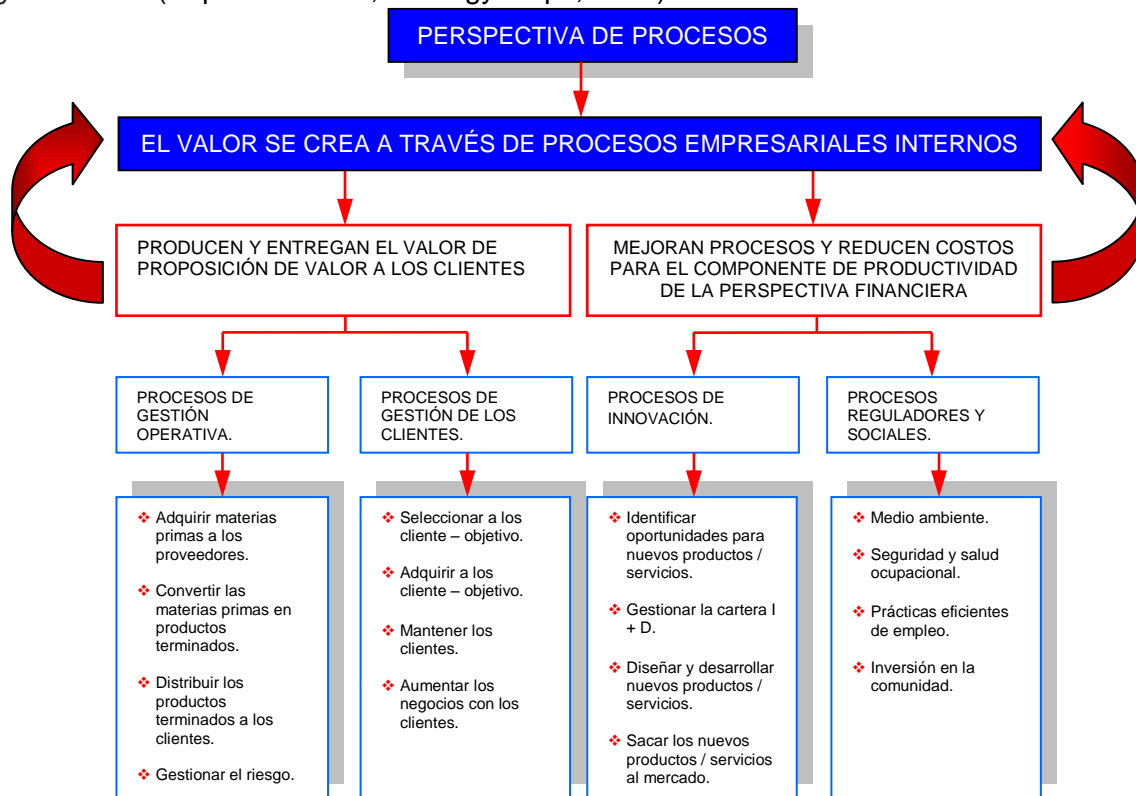 PERSPECTIVA DE PROCESOS
EL VALOR SE CREA A TRAVÉS DE PROCESOS EMPRESARIALES INTERNOS
PRODUCEN Y ENTREGAN EL VALOR DE
PROPOSICIÓN DE VALOR A LOS CLIENTES
MEJORAN PROCESOS Y REDUCEN COSTOS
PARA EL COMPONENTE DE PRODUCTIVIDAD
DE LA PERSPECTIVA FINANCIERA
PROCESOS DE
GESTIÓN
OPERATIVA.
PROCESOS DE
GESTIÓN DE LOS
CLIENTES.
PROCESOS DE
INNOVACIÓN.
PROCESOS
REGULADORES Y
SOCIALES.
❖ Adquirir materias
primas a los
proveedores.
❖ Convertir las
materias primas en
productos
terminados.
❖ Distribuir los
productos
terminados a los
clientes.
❖ Gestionar el riesgo.
❖ Seleccionar a los
cliente – objetivo.
❖ Adquirir a los
cliente – objetivo.
❖ Mantener los
clientes.
❖ Aumentar los
negocios con los
clientes.
❖ Identificar
oportunidades para
nuevos productos /
servicios.
❖ Gestionar la cartera I
+ D.
❖ Diseñar y desarrollar
nuevos productos /
servicios.
❖ Sacar los nuevos
productos / servicios
al mercado.
❖ Medio ambiente.
❖ Seguridad y salud
ocupacional.
❖ Prácticas eficientes
de empleo.
❖ Inversión en la
comunidad.